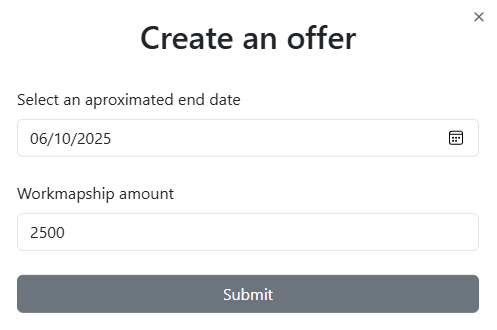 Create an offer
Select an aproximated end date
06/10/2025
Workmapship amount
2500
Submit